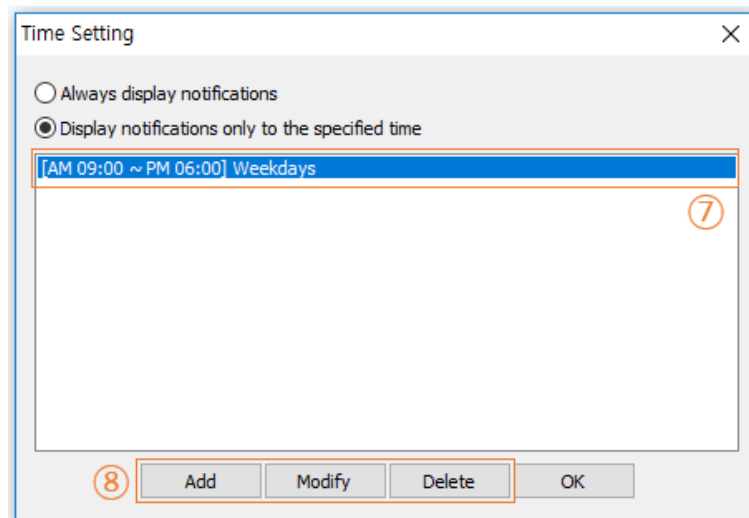 Time Setting
Always display notifications
Display notifications only to the specified time
[AM 09:00 ~ PM 06:00] Weekdays
⑦
⑧ Add Modify Delete OK